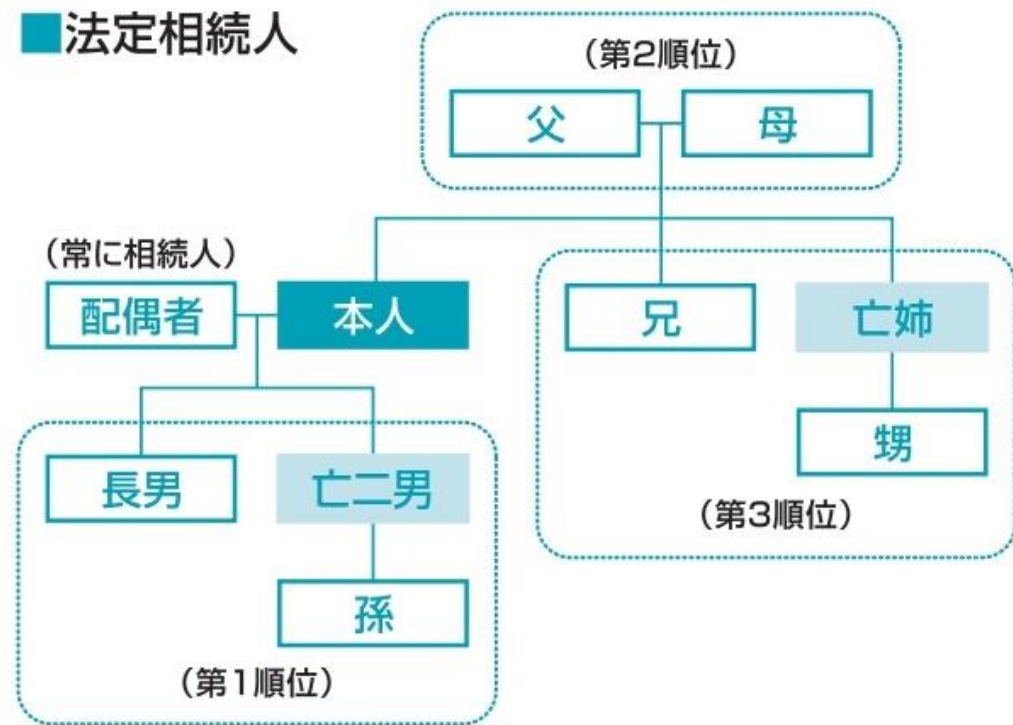 ■法定相続人
（第2順位）
父
母
（常に相続人）
配偶者
本人
兄
亡姉
甥
（第3順位）
長男
亡二男
孫
（第1順位）